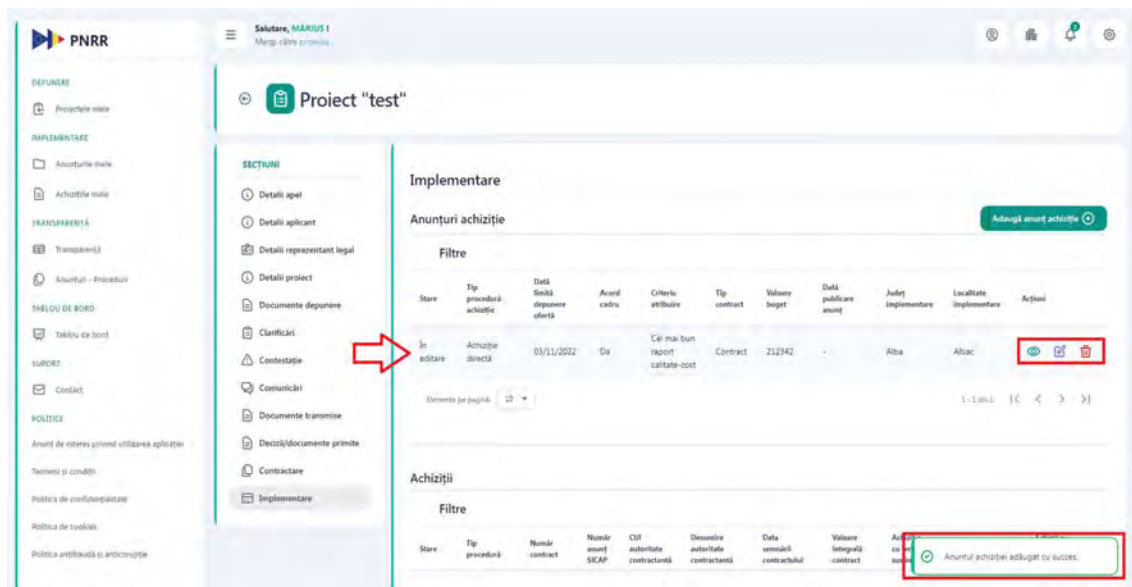 PNRR
Salutare, MARIUS !
Mergi către
DEPUNERE
Proiectele mele
IMPLEMENTARE
Anunțurile mele
Achizițiile mele
TRANSPARENȚĂ
Transparență
Anunțuri - Proceduri
TABLOU DE BORD
Tablou de bord
SUPORT
Contact
POLITICI
Anunț de interes privind utilizarea aplicației
Termeni și condiții
Politica de confidențialitate
Politica de cookies
Politica antifraudă și anticorupție
Proiect "test"
SECȚIUNI
Detalii apel
Detalii aplicant
Detalii reprezentant legal
Detalii proiect
Documente depunere
Clarificări
Contestație
Comunicări
Documente transmise
Decizii/documente primite
Contractare
Implementare
Implementare
Anunțuri achiziție
Adaugă anunț achiziție
Filtre
Stare
Tip procedură achiziție
Dată limită depunere ofertă
Acord cadru
Criteriu atribuire
Tip contract
Valoare buget
Dată publicare anunț
Județ implementare
Localitate implementare
Acțiuni
În editare
Achiziție directă
03/11/2022
Da
Cel mai bun raport calitate-cost
Contract
212342
-
Alba
Albac
Elemente pe pagină: 10
1 - 1 din 1
Achiziții
Filtre
Stare
Tip procedură
Număr contract
Număr anunț SICAP
CUI autoritate contractantă
Denumire autoritate contractantă
Data semnării contractului
Valoare integrală contract
Anunțul achiziției adăugat cu succes.